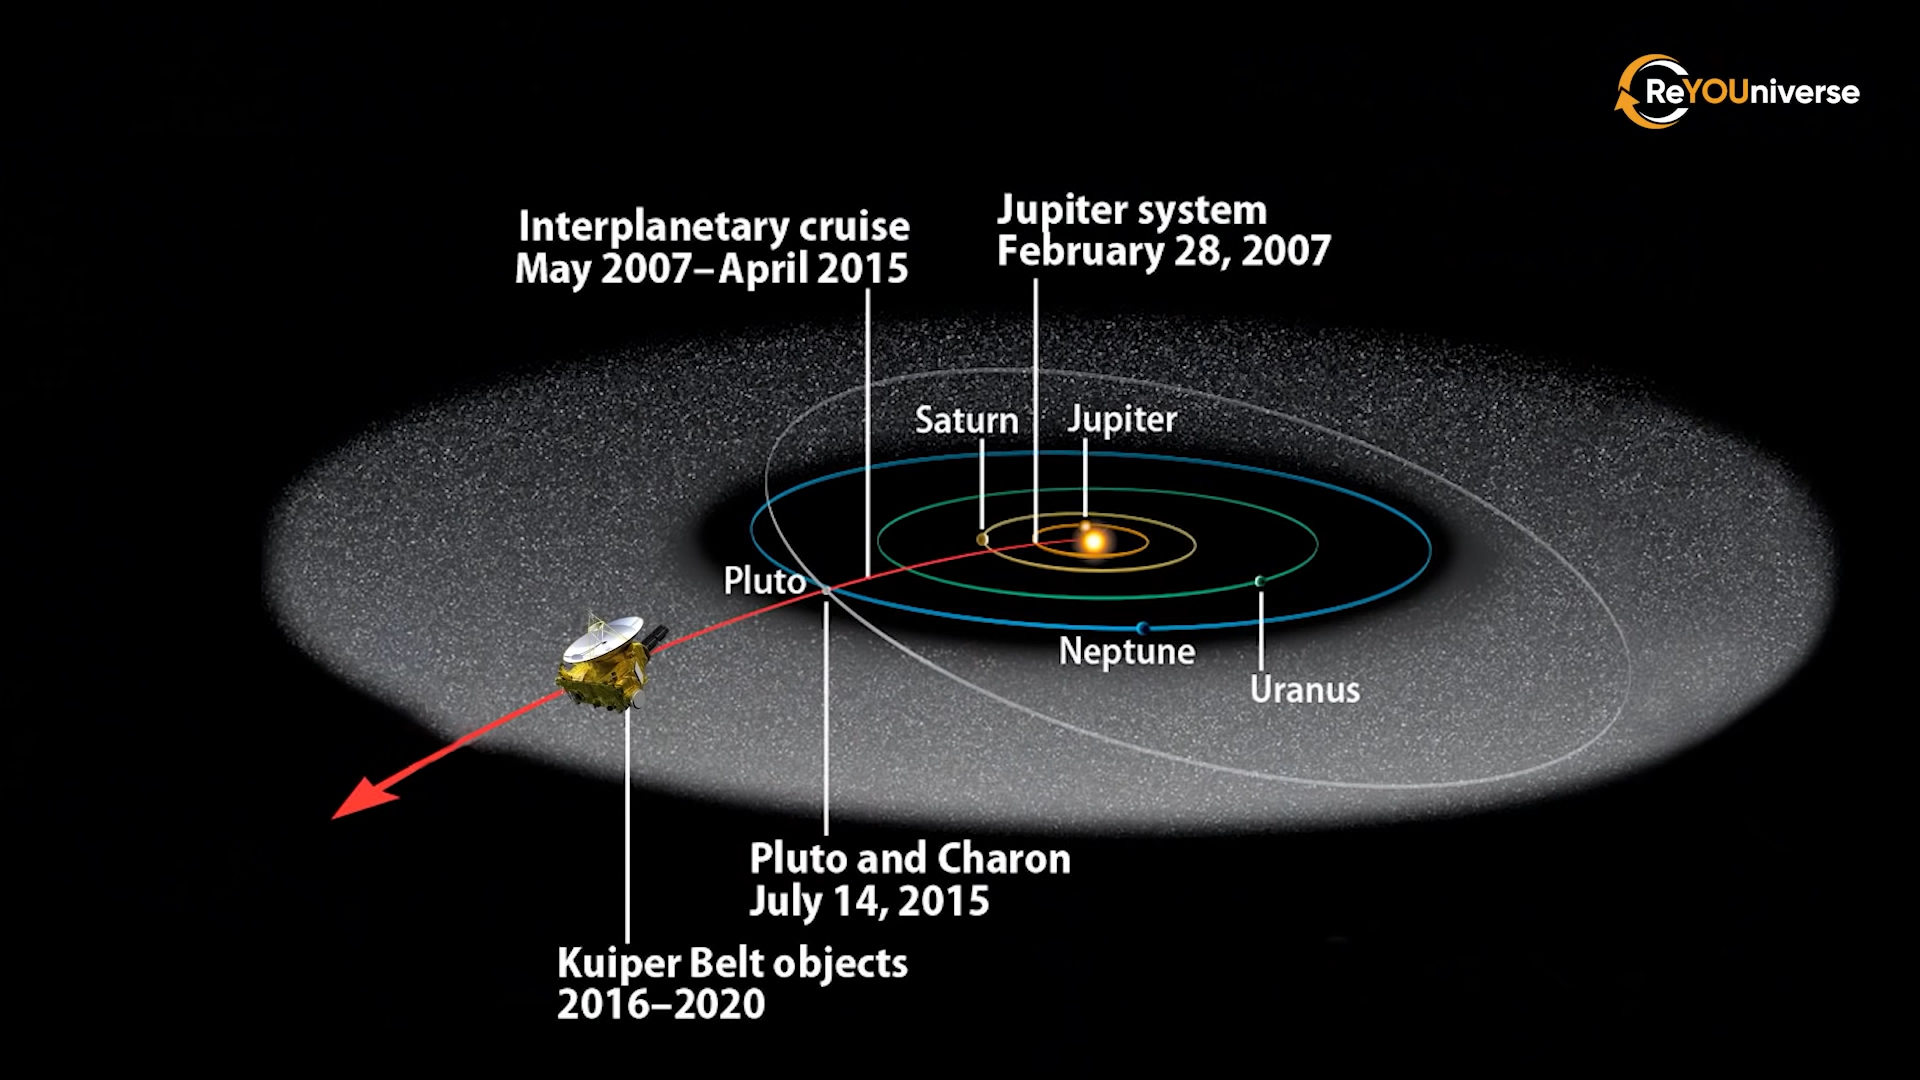 ReYOUniverse
Interplanetary cruise
May 2007–April 2015
Jupiter system
February 28, 2007
Saturn
Jupiter
Pluto
Neptune
Uranus
Pluto and Charon
July 14, 2015
Kuiper Belt objects
2016–2020